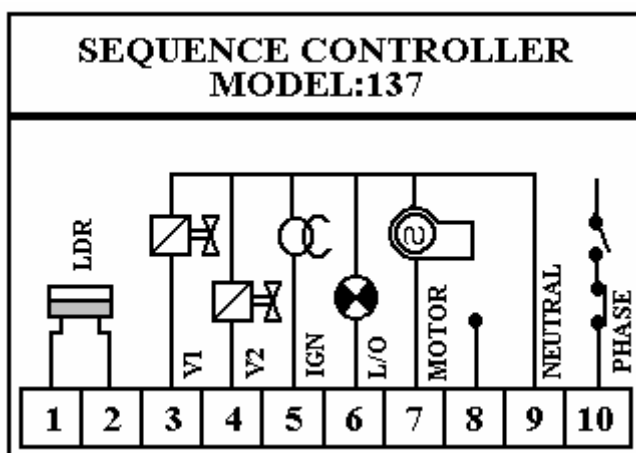 SEQUENCE CONTROLLER
MODEL:137
LDR
V1
V2
IGN
L/O
MOTOR
NEUTRAL
PHASE
1 2 3 4 5 6 7 8 9 10